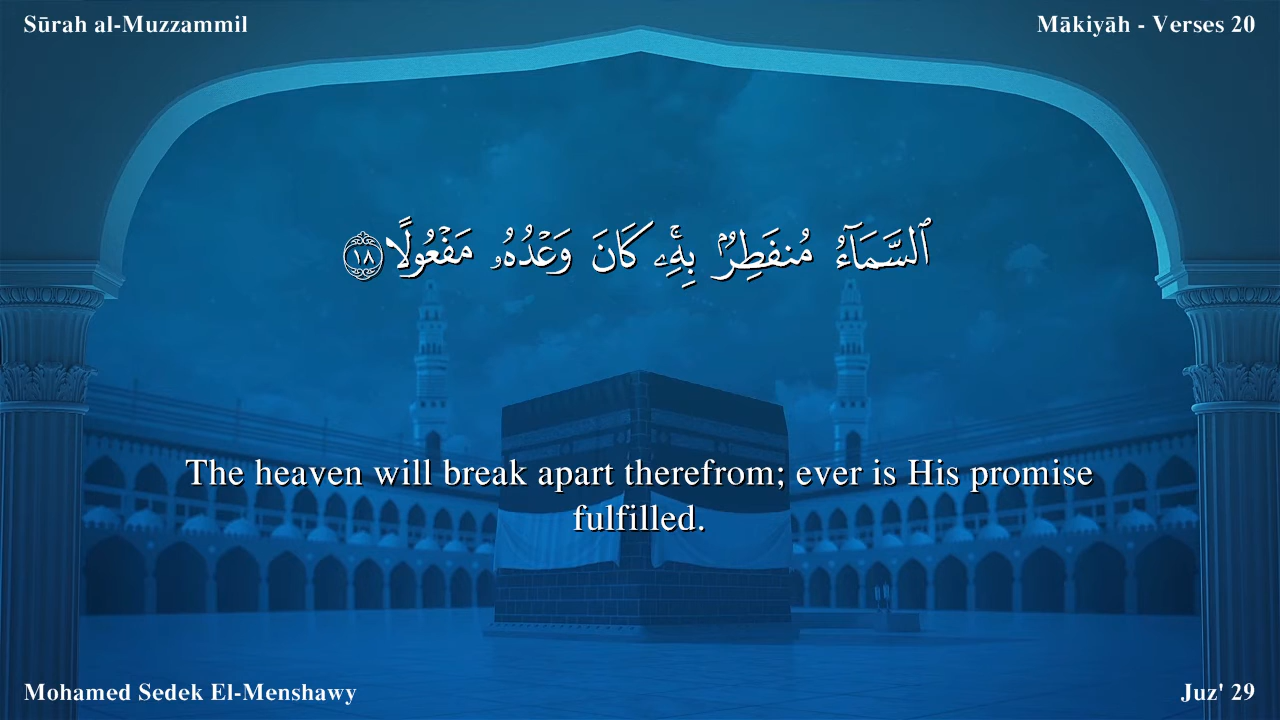 Sūrah al-Muzzammil
Mākiyāh - Verses 20
ٱلسَّمَآءُ مُنفَطِرٌۢ بِهِۦۚ كَانَ وَعْدُهُۥ مَفْعُولًا ١٨
The heaven will break apart therefrom; ever is His promise
fulfilled.
Mohamed Sedek El-Menshawy
Juz' 29